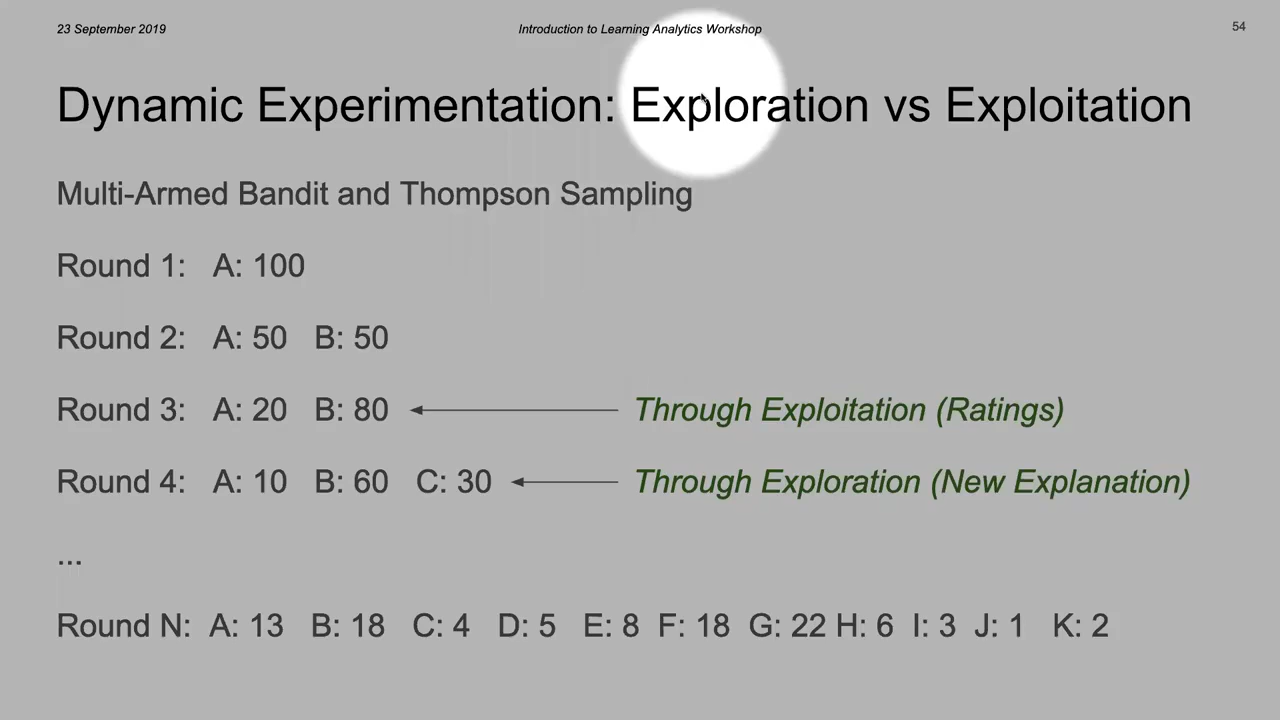 23 September 2019
Introduction to Learning Analytics Workshop
54
Dynamic Experimentation: Exploration vs Exploitation
Multi-Armed Bandit and Thompson Sampling
Round 1: A: 100
Round 2: A: 50 B: 50
Round 3: A: 20 B: 80 Through Exploitation (Ratings)
Round 4: A: 10 B: 60 C: 30 Through Exploration (New Explanation)
...
Round N: A: 13 B: 18 C: 4 D: 5 E: 8 F: 18 G: 22 H: 6 I: 3 J: 1 K: 2